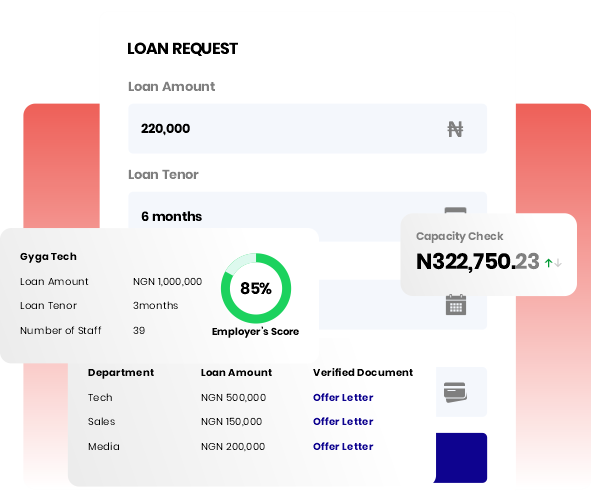 LOAN REQUEST
Loan Amount
220,000 ₦
Loan Tenor
6 months
Capacity Check
N322,750.23
Gyga Tech
Loan Amount NGN 1,000,000
Loan Tenor 3months
Number of Staff 39
85%
Employer's Score
Department Loan Amount Verified Document
Tech NGN 500,000 Offer Letter
Sales NGN 150,000 Offer Letter
Media NGN 200,000 Offer Letter